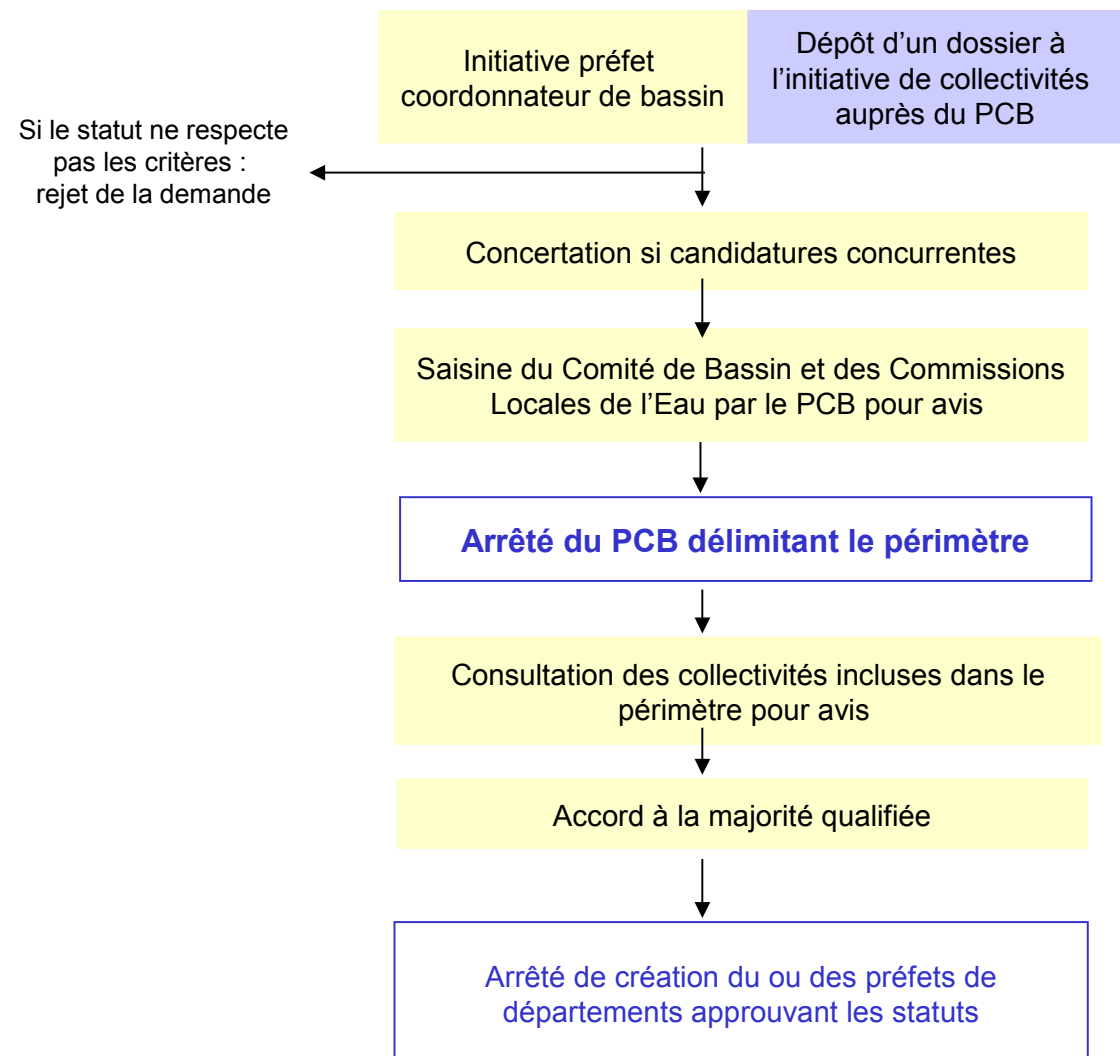 Initiative préfet
coordonnateur de bassin
Dépôt d’un dossier à
l’initiative de collectivités
auprès du PCB
Si le statut ne respecte
pas les critères :
rejet de la demande
Concertation si candidatures concurrentes
Saisine du Comité de Bassin et des Commissions
Locales de l’Eau par le PCB pour avis
Arrêté du PCB délimitant le périmètre
Consultation des collectivités incluses dans le
périmètre pour avis
Accord à la majorité qualifiée
Arrêté de création du ou des préfets de
départements approuvant les statuts